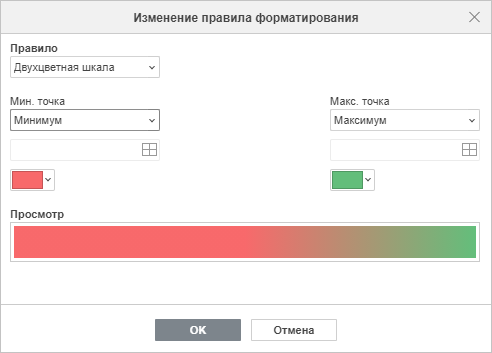 Изменение правила форматирования
Правило
Двухцветная шкала
Мин. точка
Макс. точка
Минимум
Максимум
Просмотр
OK
Отмена